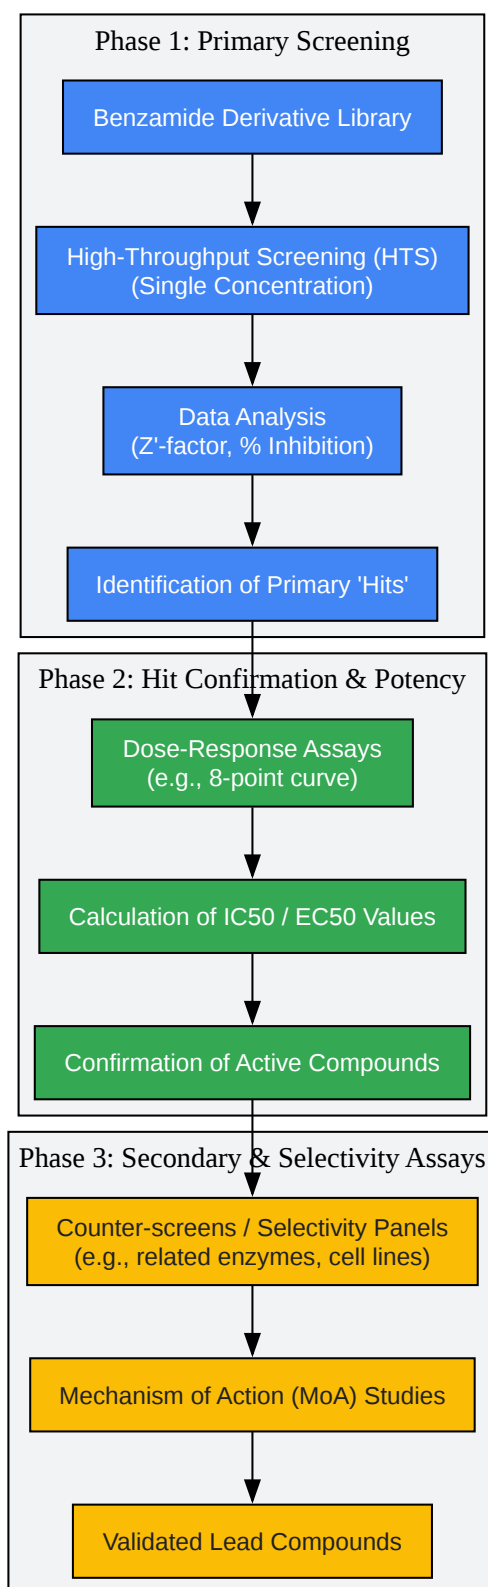 Phase 1: Primary Screening
Benzamide Derivative Library
High-Throughput Screening (HTS)
(Single Concentration)
Data Analysis
(Z'-factor, % Inhibition)
Identification of Primary 'Hits'
Phase 2: Hit Confirmation & Potency
Dose-Response Assays
(e.g., 8-point curve)
Calculation of IC50 / EC50 Values
Confirmation of Active Compounds
Phase 3: Secondary & Selectivity Assays
Counter-screens / Selectivity Panels
(e.g., related enzymes, cell lines)
Mechanism of Action (MoA) Studies
Validated Lead Compounds